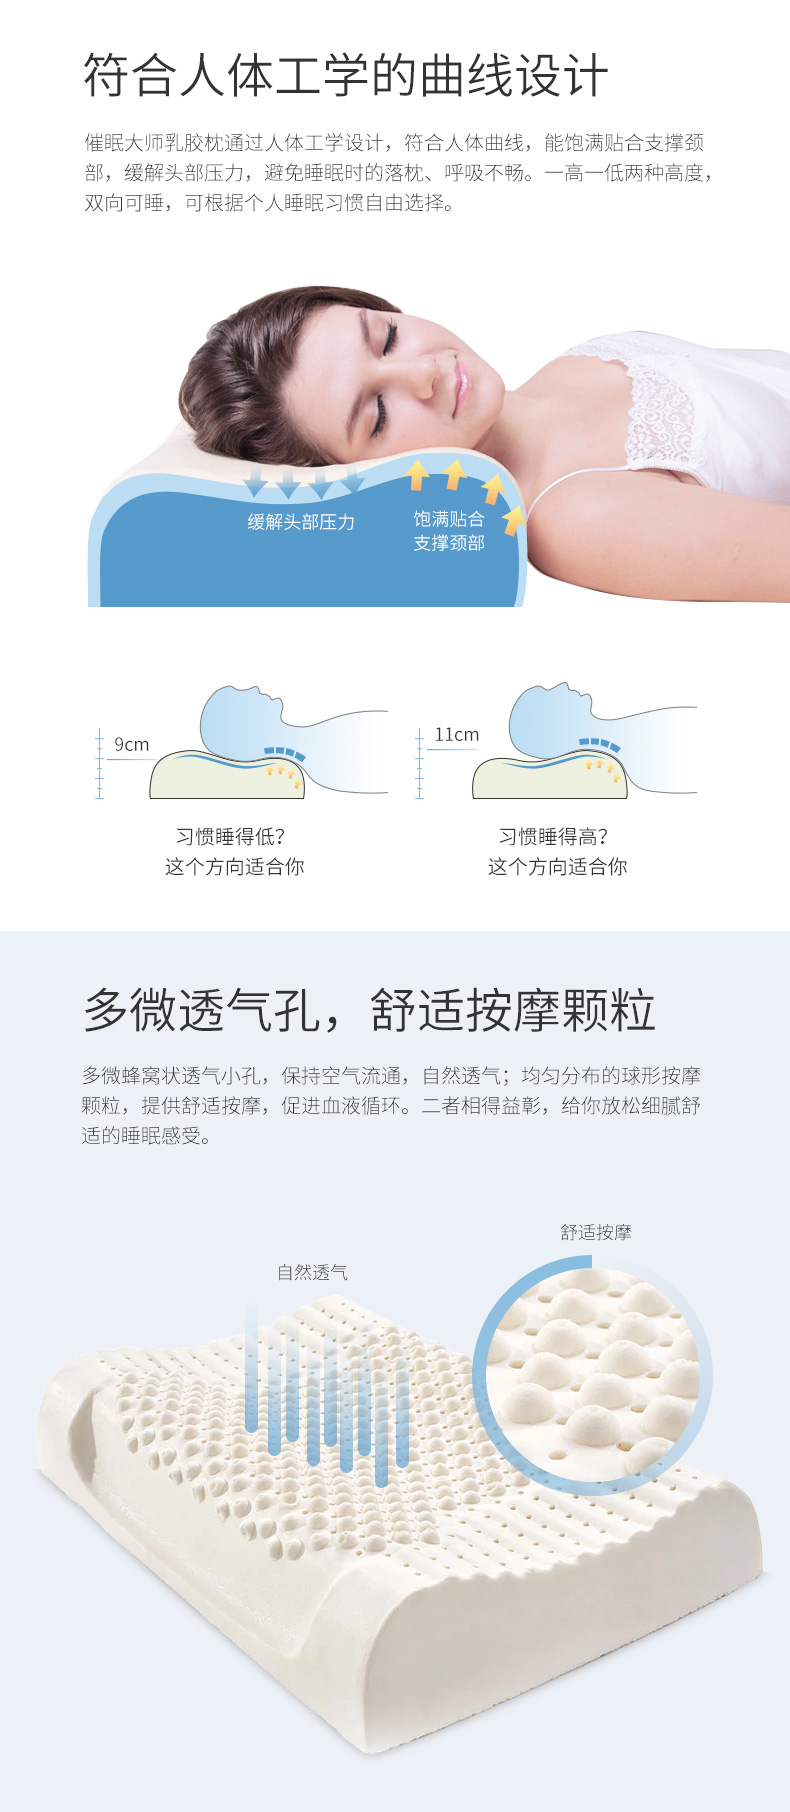 符合人体工学的曲线设计
催眠大师乳胶枕通过人体工学设计，符合人体曲线，能饱满贴合支撑颈
部，缓解头部压力，避免睡眠时的落枕、呼吸不畅。一高一低两种高度，
双向可睡，可根据个人睡眠习惯自由选择。
缓解头部压力
饱满贴合
支撑颈部
9cm
11cm
习惯睡得低？
这个方向适合你
习惯睡得高？
这个方向适合你
多微透气孔，舒适按摩颗粒
多微蜂窝状透气小孔，保持空气流通，自然透气；均匀分布的球形按摩
颗粒，提供舒适按摩，促进血液循环。二者相得益彰，给你放松细腻舒
适的睡眠感受。
舒适按摩
自然透气